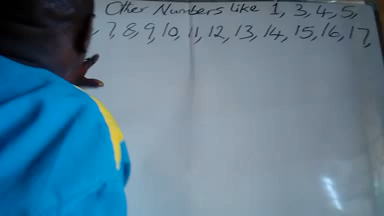 Other Numbers like 1, 3, 4, 5,
, 7, 8, 9, 10, 11, 12, 13, 14, 15, 16, 17,